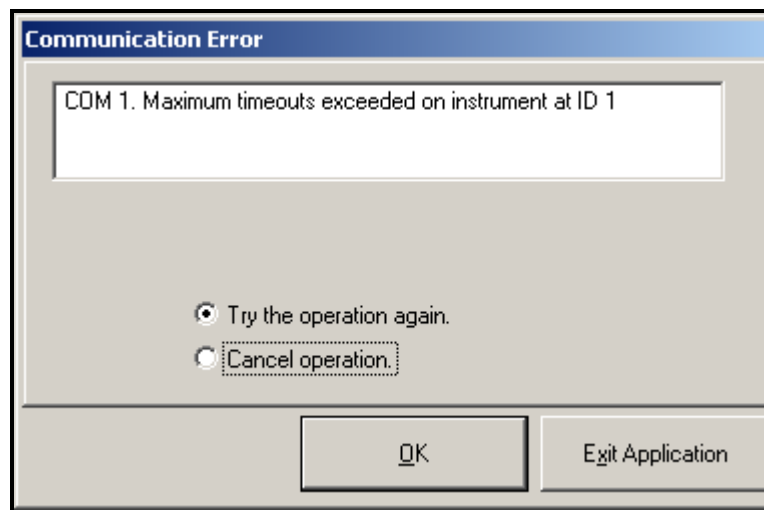 Communication Error
COM 1. Maximum timeouts exceeded on instrument at ID 1
Try the operation again.
Cancel operation.
OK
Exit Application